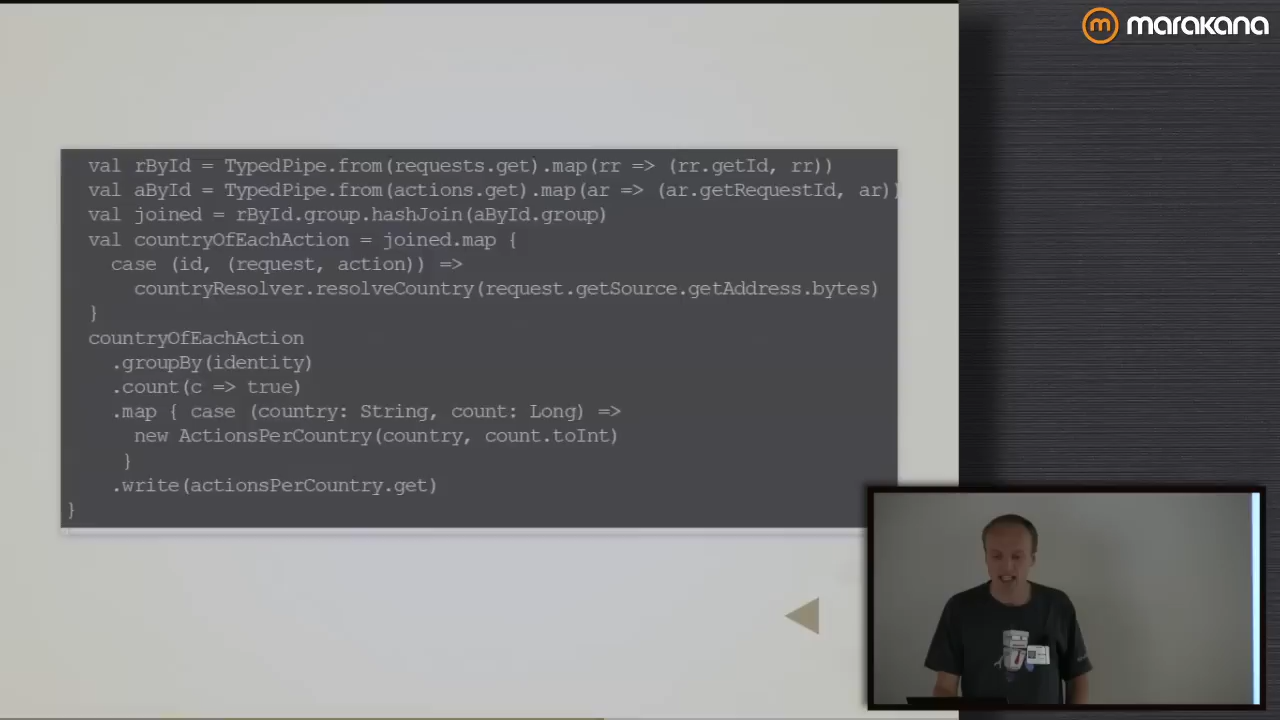 marakana
val rById = TypedPipe.from(requests.get).map(rr => (rr.getId, rr))
val aById = TypedPipe.from(actions.get).map(ar => (ar.getRequestId, ar))
val joined = rById.group.hashJoin(aById.group)
val countryOfEachAction = joined.map {
case (id, (request, action)) =>
countryResolver.resolveCountry(request.getSource.getAddress.bytes)
}
countryOfEachAction
.groupBy(identity)
.count(c => true)
.map { case (country: String, count: Long) =>
new ActionsPerCountry(country, count.toInt)
}
.write(actionsPerCountry.get)
}